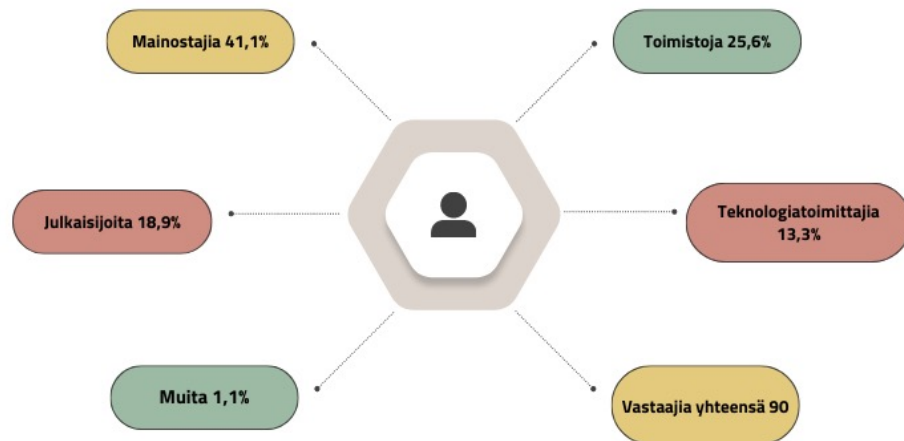 Mainostajia 41,1%
Toimistoja 25,6%
Julkaisijoita 18,9%
Teknologiatoimittajia
13,3%
Muita 1,1%
Vastaajia yhteensä 90